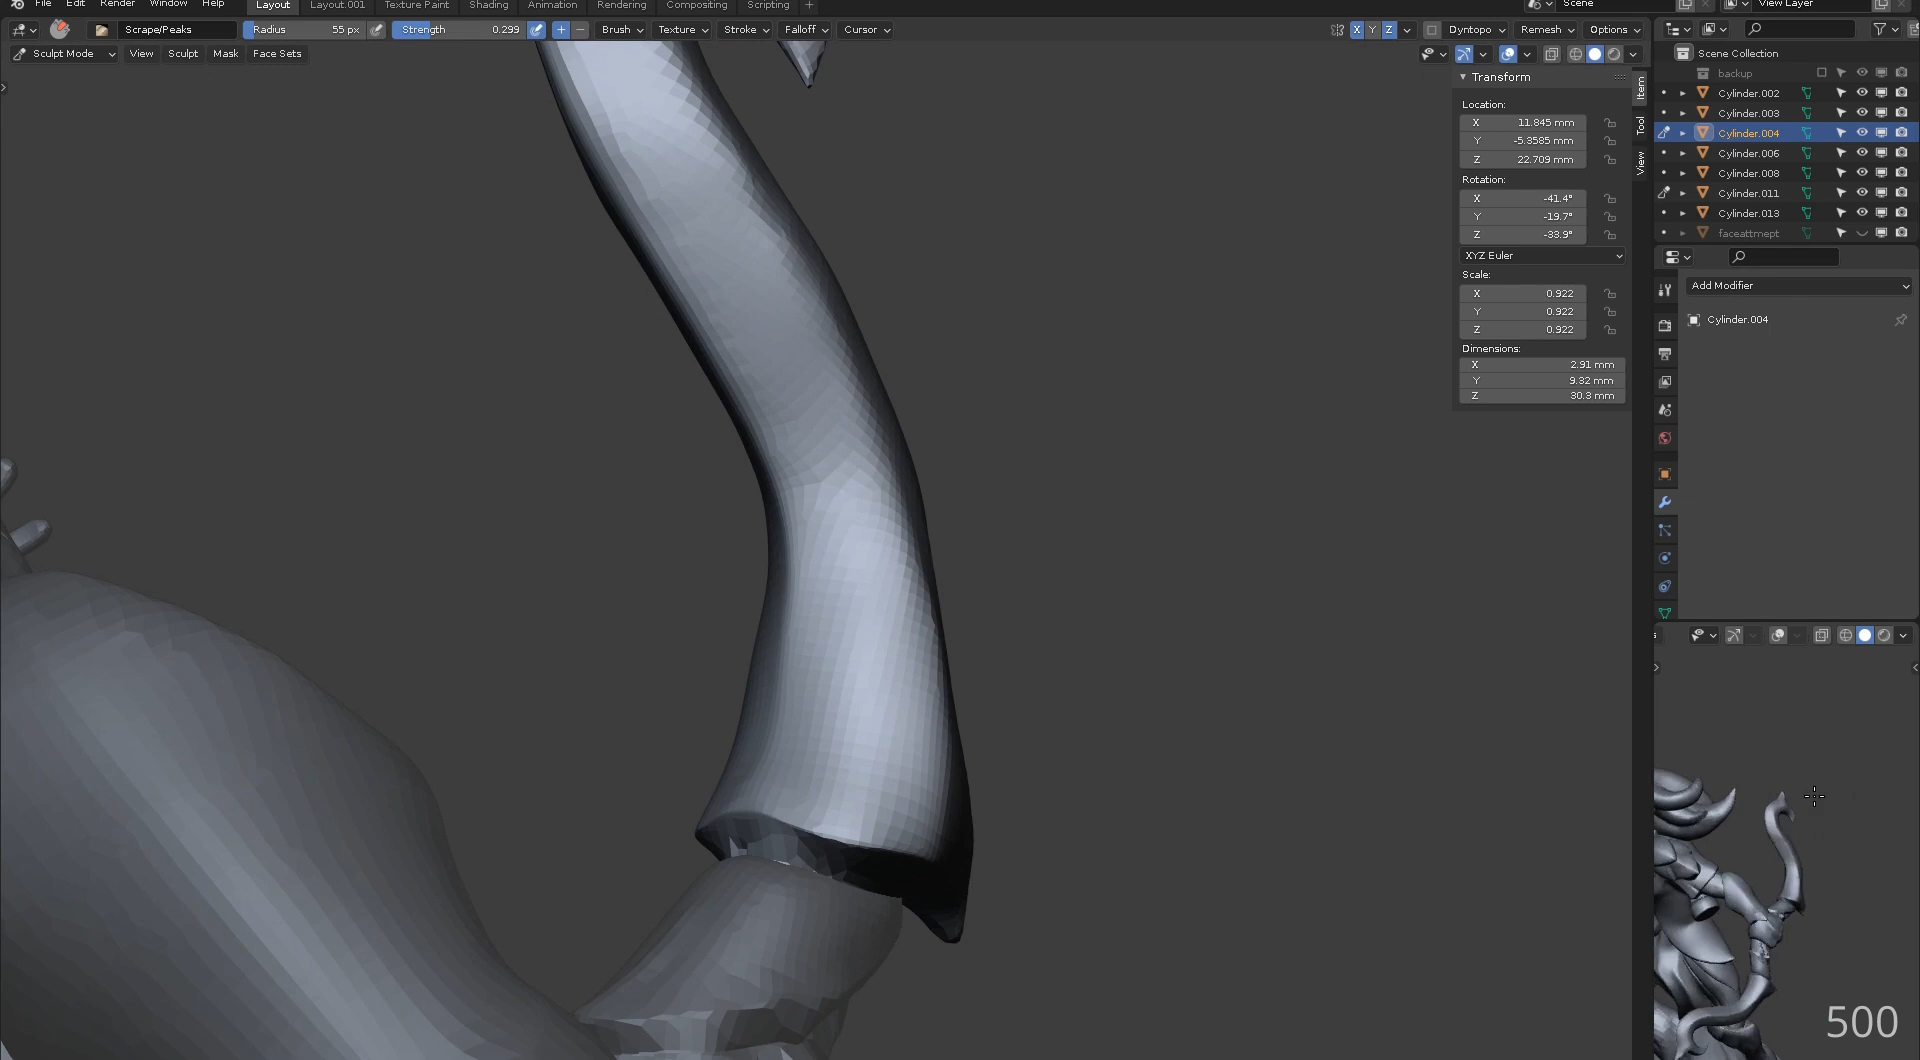 File Edit Render Window Help Layout Layout.001 Texture Paint Sculpting Shading Animation Rendering Compositing Scripting + Scene View Layer
Scrape/Peaks Radius 55 px Strength 0.299 + − Brush Texture Stroke Falloff Cursor X Y Z Dyntopo Remesh Options
Sculpt Mode View Sculpt Mask Face Sets
Transform
Location:
X 11.845 mm
Y -5.3585 mm
Z 22.709 mm
Rotation:
X -41.4°
Y -19.7°
Z -33.9°
XYZ Euler
Scale:
X 0.922
Y 0.922
Z 0.922
Dimensions:
X 2.91 mm
Y 9.32 mm
Z 30.3 mm
Item
Tool
View
Scene Collection
backup
Cylinder.002
Cylinder.003
Cylinder.004
Cylinder.006
Cylinder.008
Cylinder.011
Cylinder.013
faceattmept
Add Modifier
Cylinder.004
500